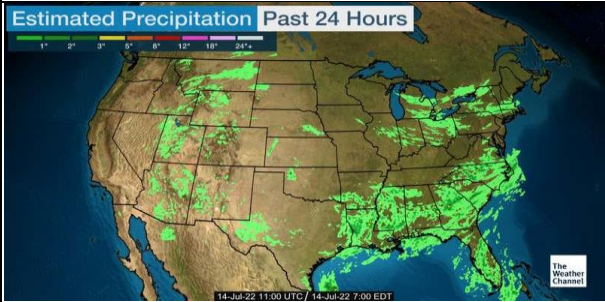 Estimated Precipitation Past 24 Hours
1" 2" 3" 5" 8" 12" 18" 24"+
The
Weather
Channel
14-Jul-22 11:00 UTC / 14-Jul-22 7:00 EDT